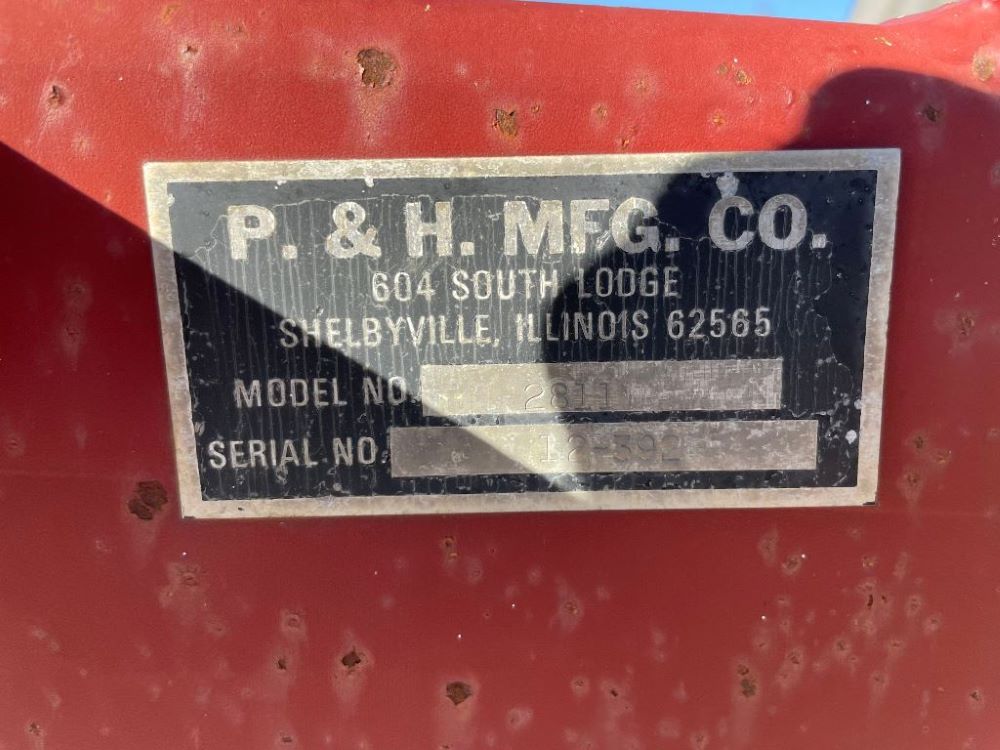 P. & H. MFG. CO.
604 SOUTH LODGE
SHELBYVILLE, ILLINOIS 62565
MODEL NO. 2811
SERIAL NO. 12-392